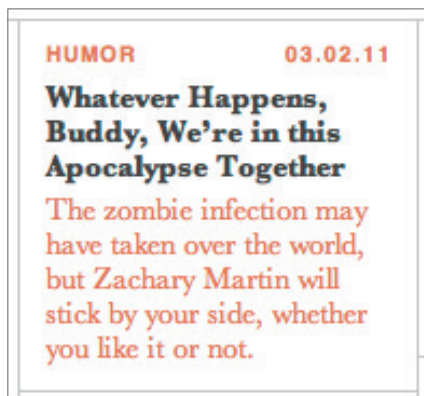 HUMOR 03.02.11
Whatever Happens,
Buddy, We’re in this
Apocalypse Together
The zombie infection may
have taken over the world,
but Zachary Martin will
stick by your side, whether
you like it or not.